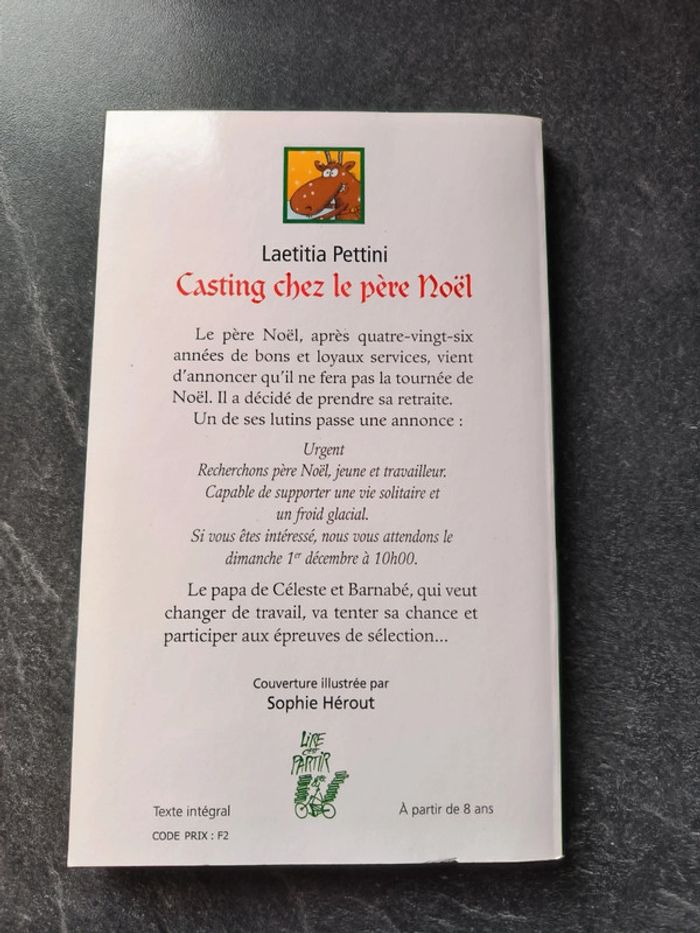 Laetitia Pettini
Casting chez le père Noël
Le père Noël, après quatre-vingt-six
années de bons et loyaux services, vient
d'annoncer qu'il ne fera pas la tournée de
Noël. Il a décidé de prendre sa retraite.
Un de ses lutins passe une annonce :
Urgent
Recherchons père Noël, jeune et travailleur.
Capable de supporter une vie solitaire et
un froid glacial.
Si vous êtes intéressé, nous vous attendons le
dimanche 1er décembre à 10h00.
Le papa de Céleste et Barnabé, qui veut
changer de travail, va tenter sa chance et
participer aux épreuves de sélection...
Couverture illustrée par
Sophie Hérout
LIRE
c'est
PARTIR
Texte intégral
À partir de 8 ans
CODE PRIX : F2